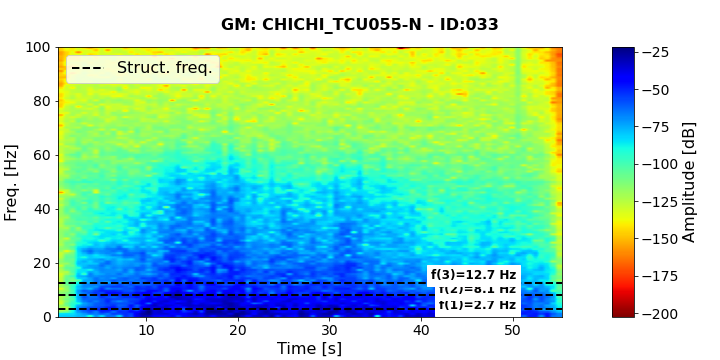 GM: CHICHI_TCU055-N - ID:033
Struct. freq.
100
80
60
40
20
0
Freq. [Hz]
f(3)=12.7 Hz
f(2)=8.1 Hz
f(1)=2.7 Hz
10
20
30
40
50
Time [s]
−25
−50
−75
−100
−125
−150
−175
−200
Amplitude [dB]